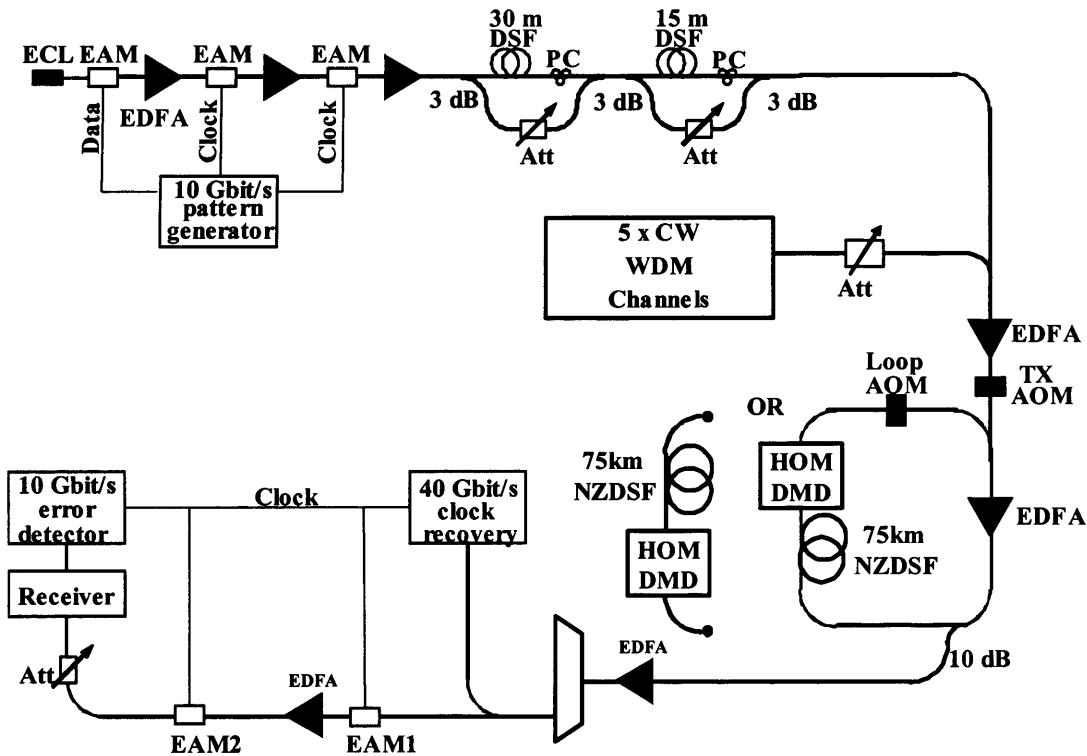 ECL EAM
EAM
EAM
30 m
DSF
PC
15 m
DSF
PC
EDFA
3 dB
3 dB
3 dB
Att
Att
Data
Clock
Clock
10 Gbit/s
pattern
generator
5 x CW
WDM
Channels
Att
EDFA
TX
AOM
Loop
AOM
OR
75km
NZDSF
HOM
DMD
HOM
DMD
75km
NZDSF
EDFA
10 dB
10 Gbit/s
error
detector
Clock
40 Gbit/s
clock
recovery
Receiver
Att
EDFA
EDFA
EAM2
EAM1